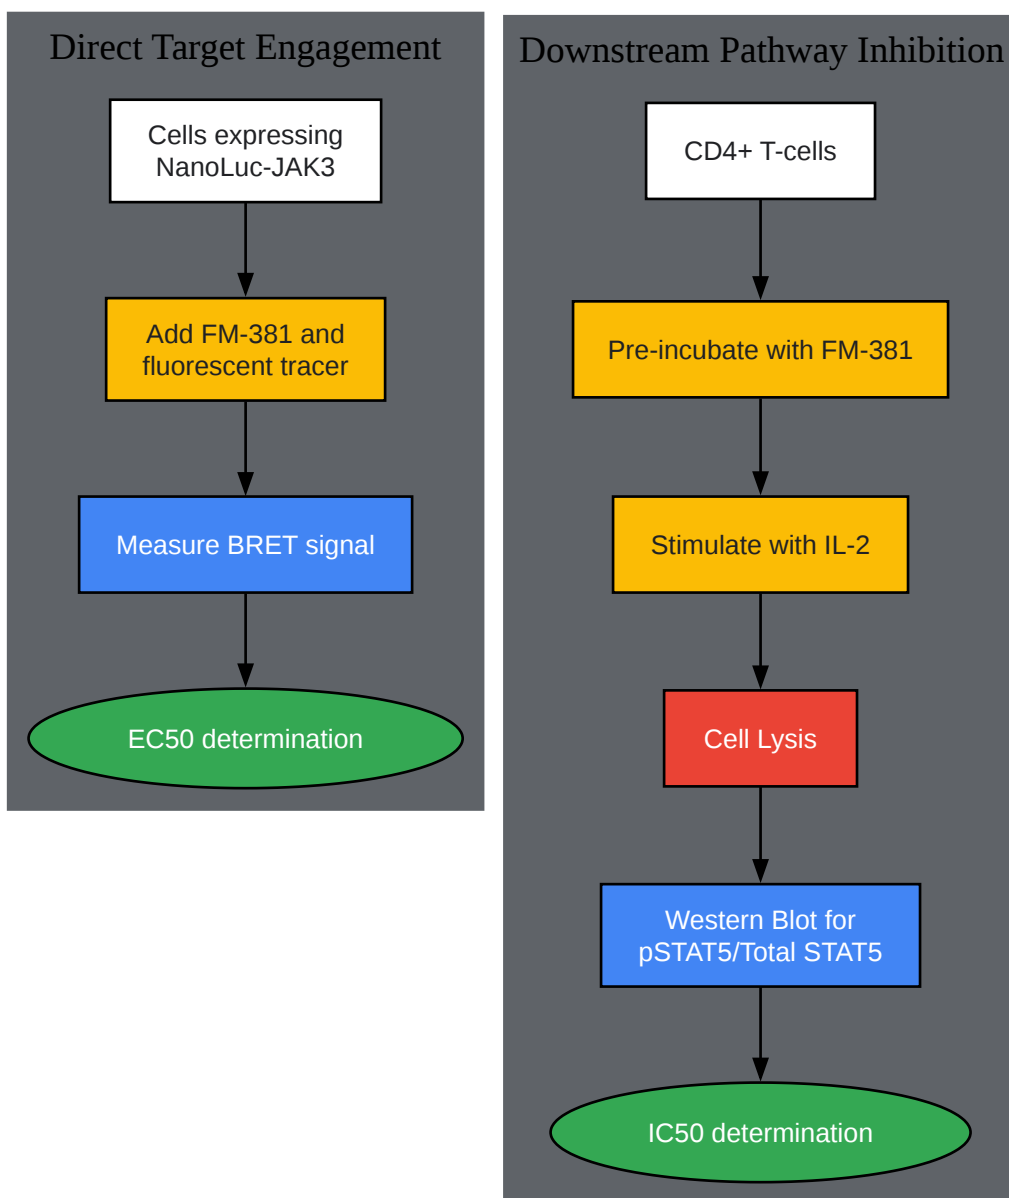 Direct Target Engagement
Cells expressing
NanoLuc-JAK3
Add FM-381 and
fluorescent tracer
Measure BRET signal
EC50 determination
Downstream Pathway Inhibition
CD4+ T-cells
Pre-incubate with FM-381
Stimulate with IL-2
Cell Lysis
Western Blot for
pSTAT5/Total STAT5
IC50 determination